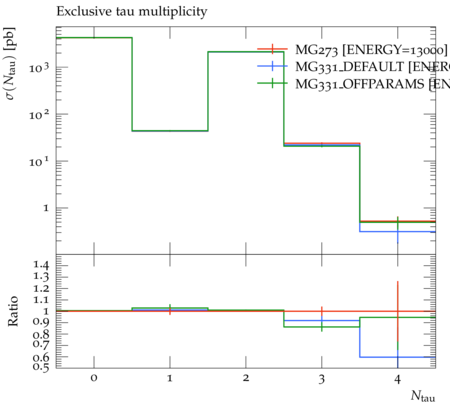 Exclusive tau multiplicity
σ(N_tau) [pb]
MG273 [ENERGY=13000]
MG331_DEFAULT [ENERG
MG331_OFFPARAMS [EN
10^3
10^2
10^1
1
Ratio
1.4
1.3
1.2
1.1
1
0.9
0.8
0.7
0.6
0.5
0 1 2 3 4
N_tau